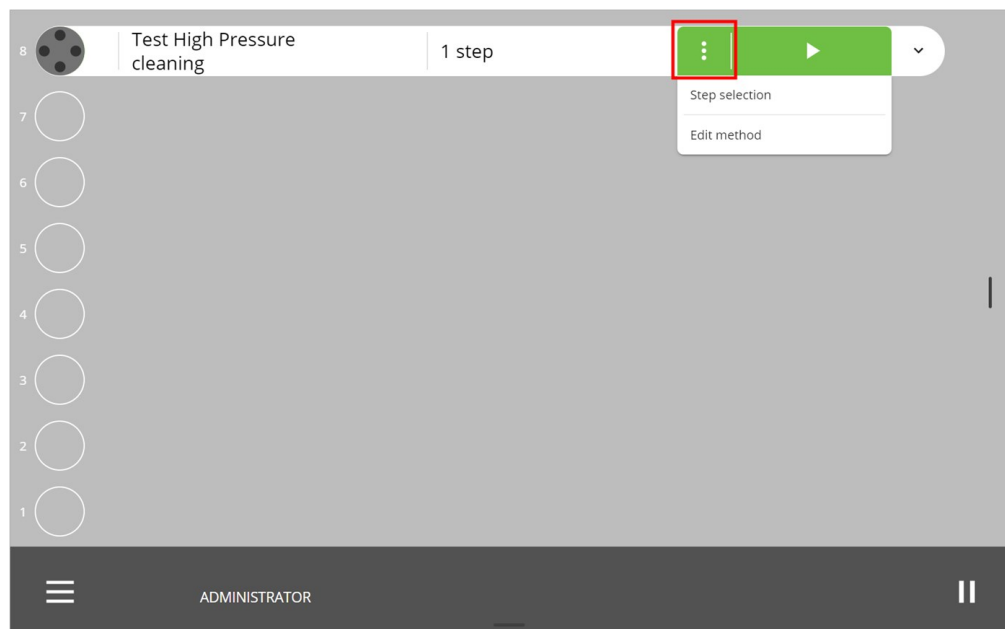 8
Test High Pressure
cleaning
1 step
Step selection
7
Edit method
6
5
4
3
2
1
ADMINISTRATOR